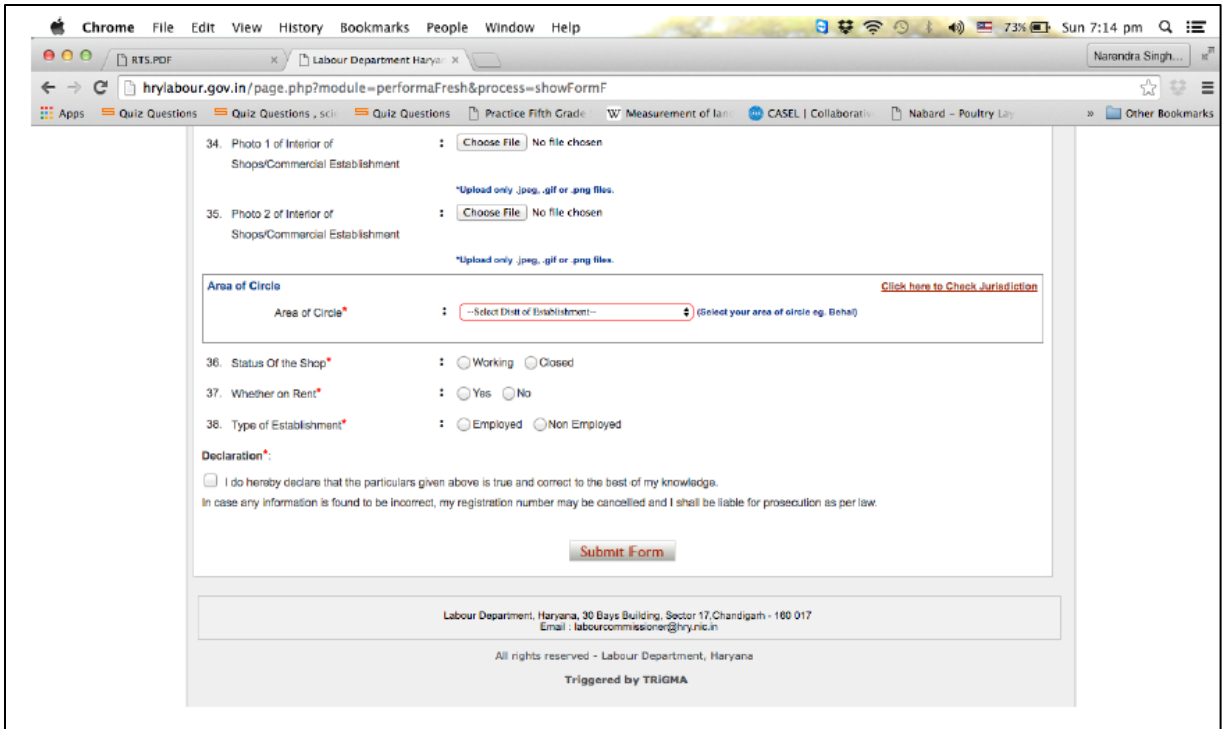 Chrome File Edit View History Bookmarks People Window Help 73% Sun 7:14 pm
RTS.PDF Labour Department Haryan Narendra Singh...
hrylabour.gov.in/page.php?module=performaFresh&process=showFormF
Apps Quiz Questions Quiz Questions , sci Quiz Questions Practice Fifth Grade Measurement of land CASEL | Collaborativ Nabard – Poultry Lay » Other Bookmarks
34. Photo 1 of Interior of : Choose File No file chosen
Shops/Commercial Establishment
*Upload only .jpeg, .gif or .png files.
35. Photo 2 of Interior of : Choose File No file chosen
Shops/Commercial Establishment
*Upload only .jpeg, .gif or .png files.
Area of Circle Click here to Check Jurisdiction
Area of Circle* : --Select Distt of Establishment-- (Select your area of circle eg. Behal)
36. Status Of the Shop* : Working Closed
37. Whether on Rent* : Yes No
38. Type of Establishment* : Employed Non Employed
Declaration*:
I do hereby declare that the particulars given above is true and correct to the best of my knowledge.
In case any information is found to be incorrect, my registration number may be cancelled and I shall be liable for prosecution as per law.
Submit Form
Labour Department, Haryana, 30 Bays Building, Sector 17,Chandigarh - 160 017
Email : labourcommissioner@hry.nic.in
All rights reserved - Labour Department, Haryana
Triggered by TRiGMA